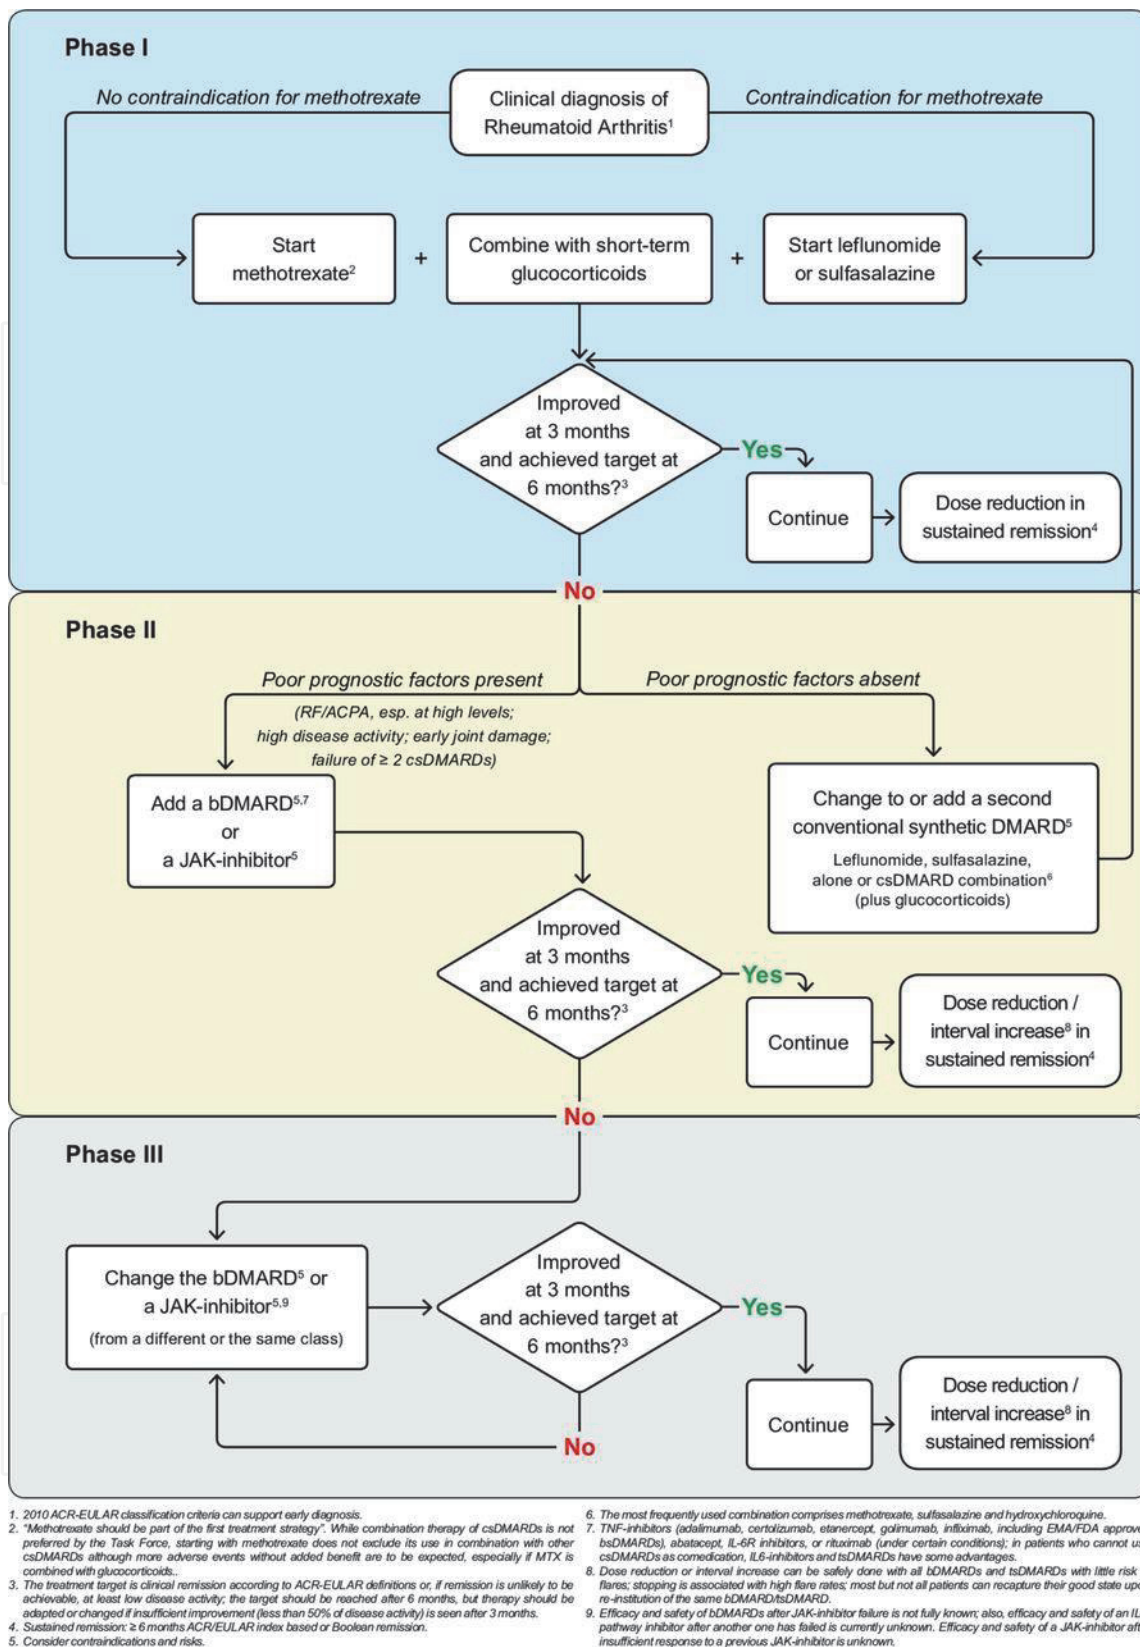 Phase I
No contraindication for methotrexate
Clinical diagnosis of
Rheumatoid Arthritis¹
Contraindication for methotrexate
Start
methotrexate²
+
Combine with short-term
glucocorticoids
+
Start leflunomide
or sulfasalazine
Improved
at 3 months
and achieved target at
6 months?³
Yes
Continue
Dose reduction in
sustained remission⁴
No
Phase II
Poor prognostic factors present
(RF/ACPA, esp. at high levels;
high disease activity; early joint damage;
failure of ≥ 2 csDMARDs)
Poor prognostic factors absent
Add a bDMARD⁵,⁷
or
a JAK-inhibitor⁵
Change to or add a second
conventional synthetic DMARD⁵
Leflunomide, sulfasalazine,
alone or csDMARD combination⁶
(plus glucocorticoids)
Improved
at 3 months
and achieved target at
6 months?³
Yes
Continue
Dose reduction /
interval increase⁸ in
sustained remission⁴
No
Phase III
Change the bDMARD⁵ or
a JAK-inhibitor⁵,⁹
(from a different or the same class)
Improved
at 3 months
and achieved target at
6 months?³
Yes
Continue
Dose reduction /
interval increase⁸ in
sustained remission⁴
No
1. 2010 ACR-EULAR classification criteria can support early diagnosis.
2. "Methotrexate should be part of the first treatment strategy". While combination therapy of csDMARDs is not
preferred by the Task Force, starting with methotrexate does not exclude its use in combination with other
csDMARDs although more adverse events without added benefit are to be expected, especially if MTX is
combined with glucocorticoids..
3. The treatment target is clinical remission according to ACR-EULAR definitions or, if remission is unlikely to be
achievable, at least low disease activity; the target should be reached after 6 months, but therapy should be
adapted or changed if insufficient improvement (less than 50% of disease activity) is seen after 3 months.
4. Sustained remission: ≥ 6 months ACR/EULAR index based or Boolean remission.
5. Consider contraindications and risks.
6. The most frequently used combination comprises methotrexate, sulfasalazine and hydroxychloroquine.
7. TNF-inhibitors (adalimumab, certolizumab, etanercept, golimumab, infliximab, including EMA/FDA approve
bsDMARDs), abatacept, IL-6R inhibitors, or rituximab (under certain conditions); in patients who cannot us
csDMARDs as comedication, IL6-inhibitors and tsDMARDs have some advantages.
8. Dose reduction or interval increase can be safely done with all bDMARDs and tsDMARDs with little risk
flares; stopping is associated with high flare rates; most but not all patients can recapture their good state upo
re-institution of the same bDMARD/tsDMARD.
9. Efficacy and safety of bDMARDs after JAK-inhibitor failure is not fully known; also, efficacy and safety of an IL
pathway inhibitor after another one has failed is currently unknown. Efficacy and safety of a JAK-inhibitor aft
insufficient response to a previous JAK-inhibitor is unknown.